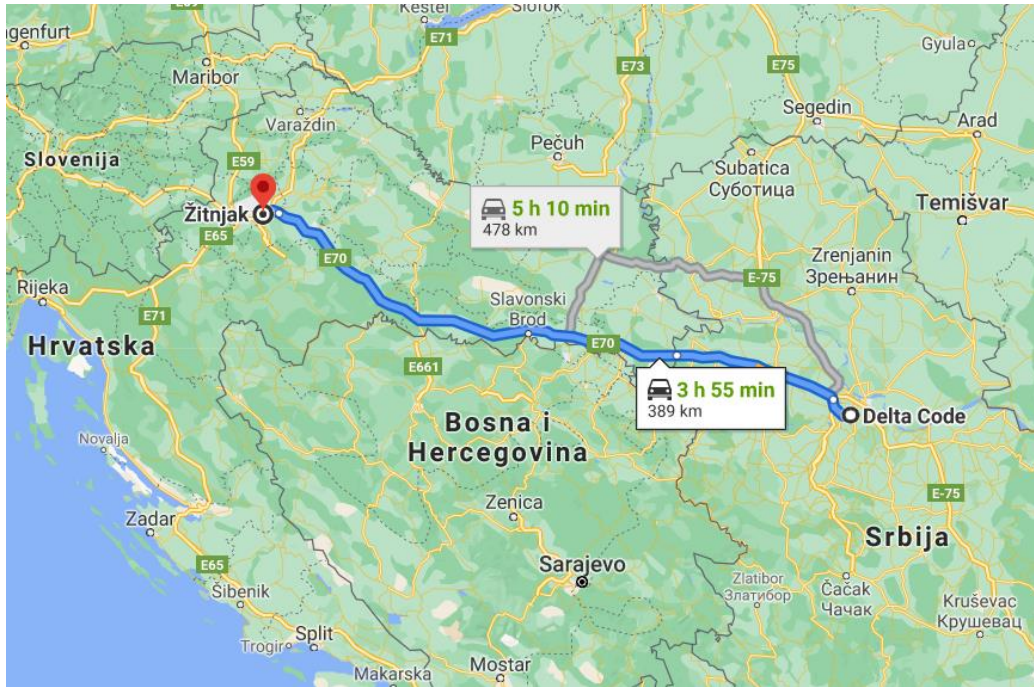 Keštel
Siófok
E71
genfurt
E73
E75
Gyula
Maribor
Varaždin
Segedin
Arad
Slovenija
Pečuh
E59
Subatica
Суботица
Temišvar
Žitnjak
5 h 10 min
478 km
E65
E70
Zrenjanin
Зрењанин
E-75
Rijeka
E71
Slavonski
Brod
E70
Hrvatska
E661
3 h 55 min
389 km
Delta Code
Bosna i
Hercegovina
Novalja
E-75
Zenica
Zadar
Srbija
Sarajevo
E65
Zlatibor
Златибор
Čačak
Чачак
Šibenik
Kruševac
Крушевац
Split
Trogir
Mostar
Makarska